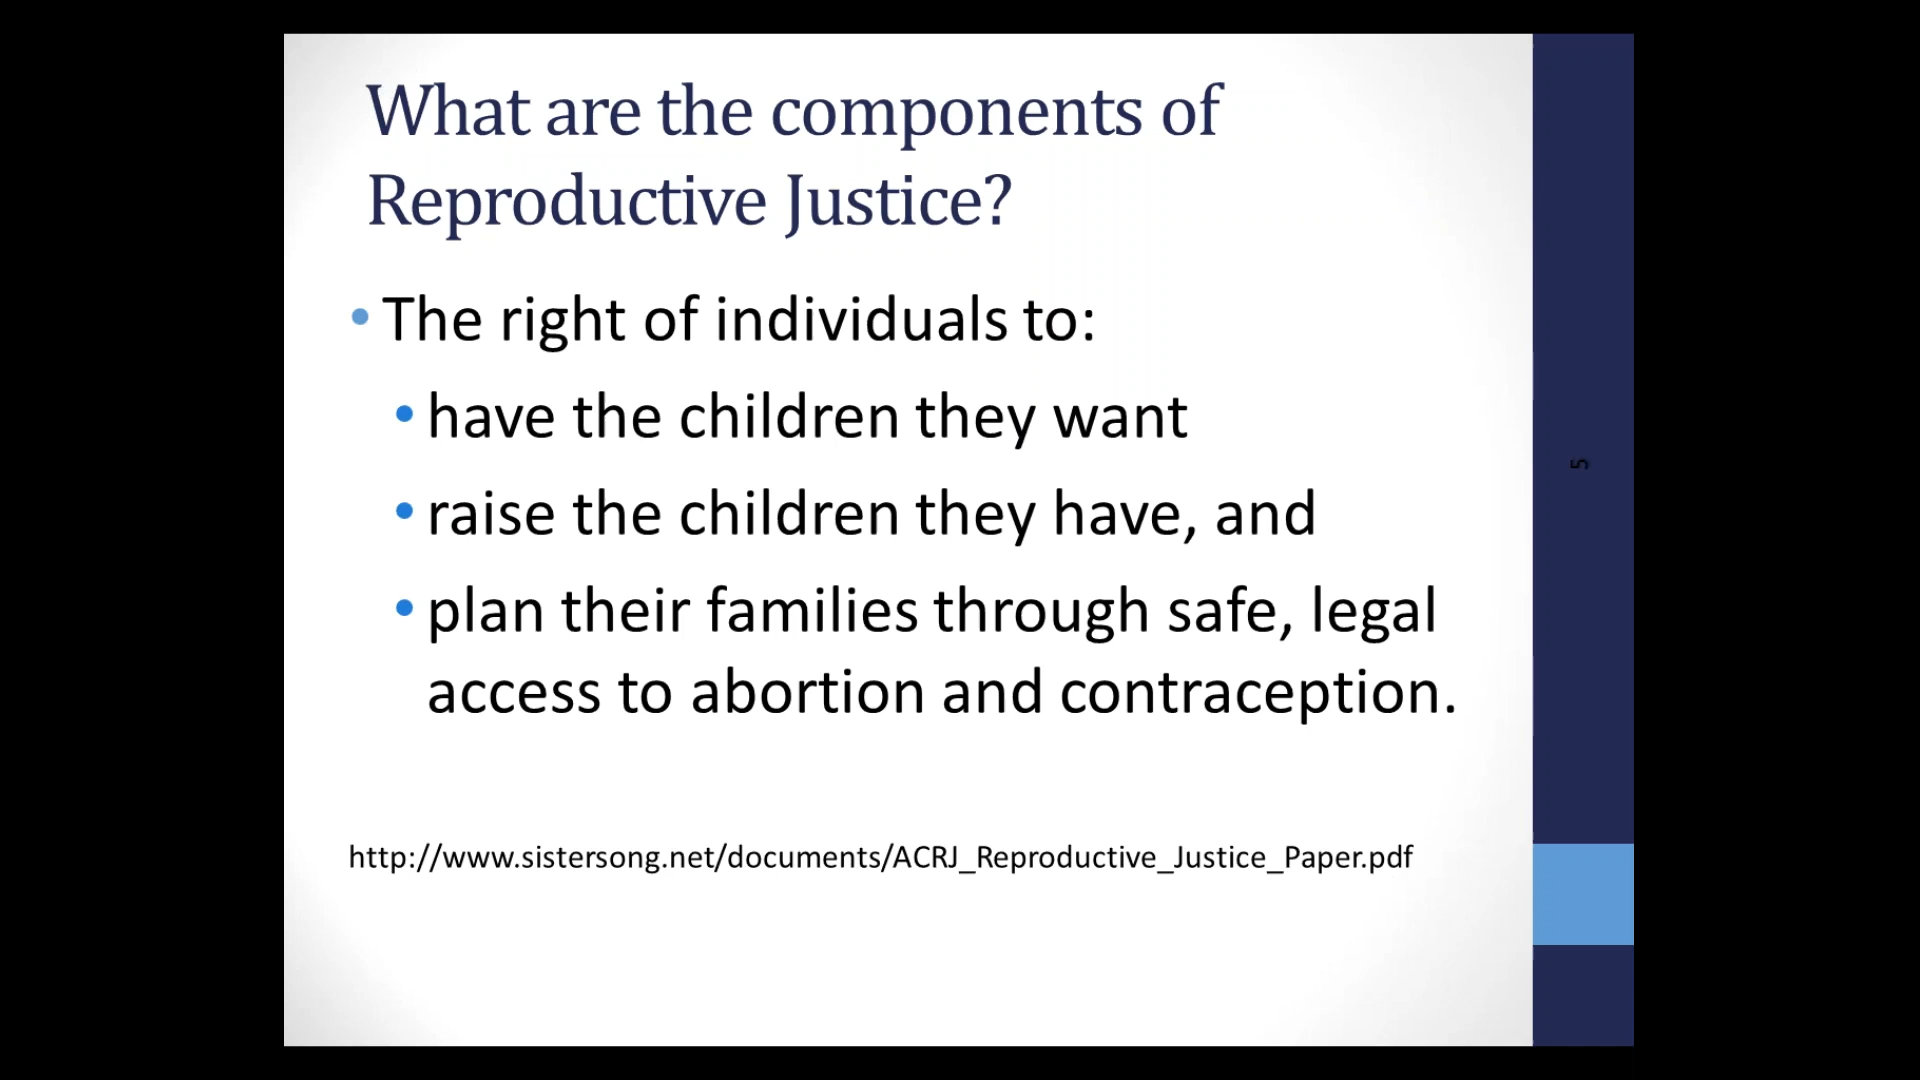 What are the components of
Reproductive Justice?
• The right of individuals to:
• have the children they want
• raise the children they have, and
• plan their families through safe, legal
access to abortion and contraception.
http://www.sistersong.net/documents/ACRJ_Reproductive_Justice_Paper.pdf
5